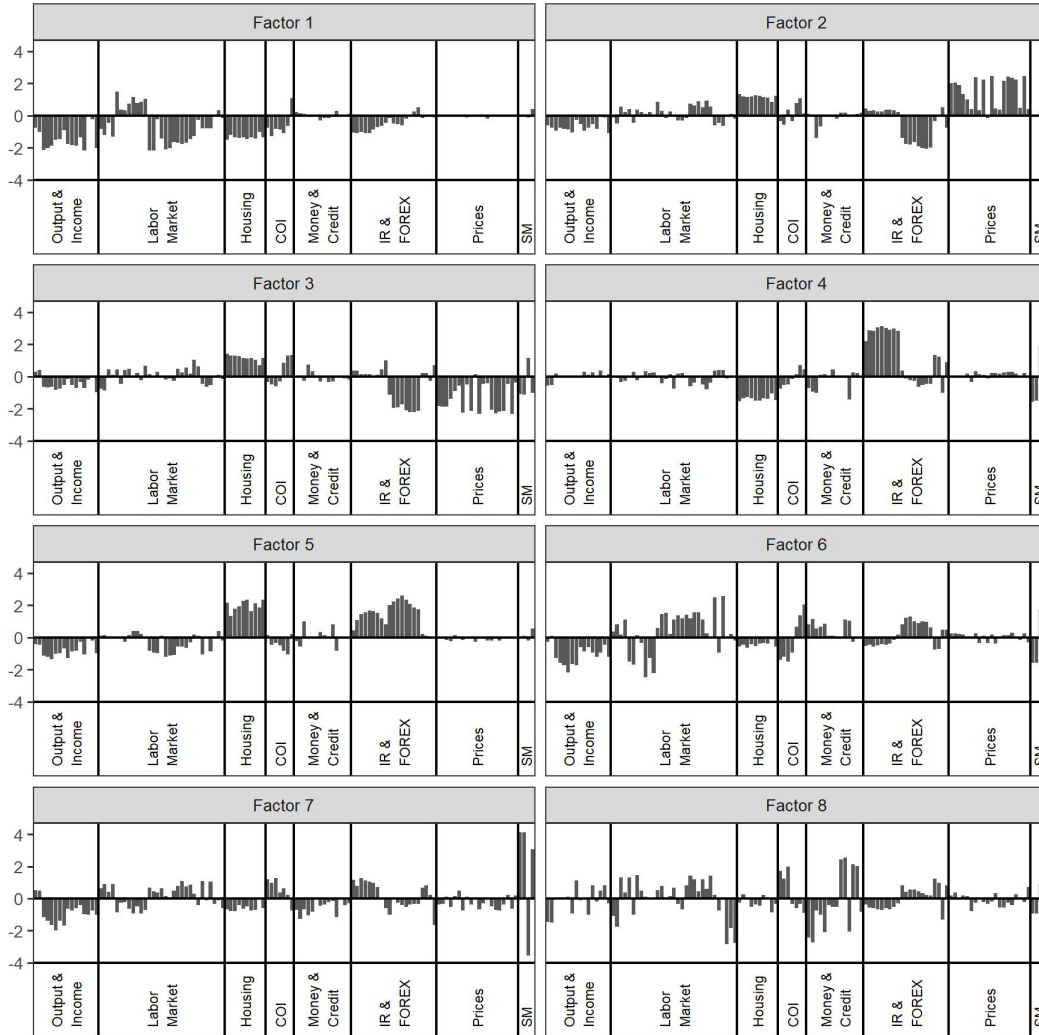 Factor 1
Factor 2
4
2
0
-2
-4
Output &
Income
Labor
Market
Housing
COI
Money &
Credit
IR &
FOREX
Prices
SM
Output &
Income
Labor
Market
Housing
COI
Money &
Credit
IR &
FOREX
Prices
SM
Factor 3
Factor 4
4
2
0
-2
-4
Output &
Income
Labor
Market
Housing
COI
Money &
Credit
IR &
FOREX
Prices
SM
Output &
Income
Labor
Market
Housing
COI
Money &
Credit
IR &
FOREX
Prices
SM
Factor 5
Factor 6
4
2
0
-2
-4
Output &
Income
Labor
Market
Housing
COI
Money &
Credit
IR &
FOREX
Prices
SM
Output &
Income
Labor
Market
Housing
COI
Money &
Credit
IR &
FOREX
Prices
SM
Factor 7
Factor 8
4
2
0
-2
-4
Output &
Income
Labor
Market
Housing
COI
Money &
Credit
IR &
FOREX
Prices
SM
Output &
Income
Labor
Market
Housing
COI
Money &
Credit
IR &
FOREX
Prices
SM